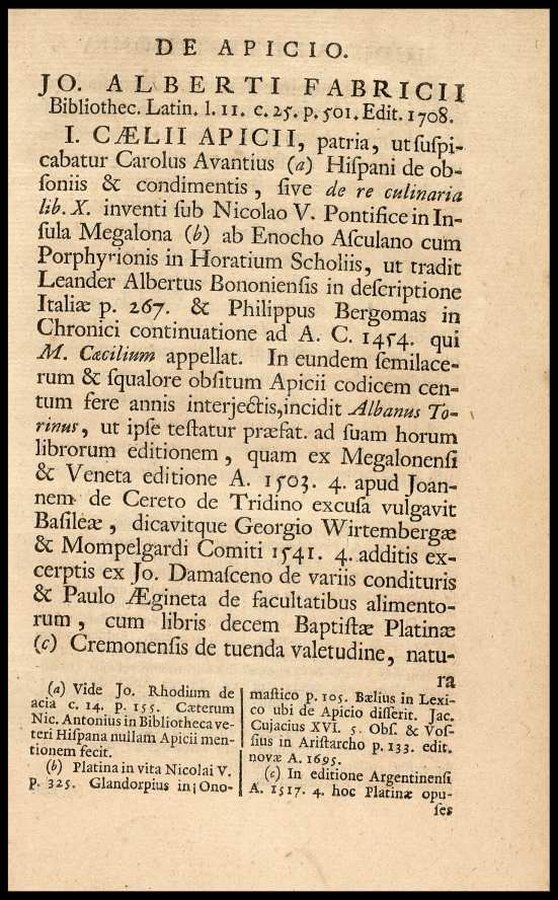 DE APICIO.
JO. ALBERTI FABRICII
Bibliothec. Latin. l. II. c. 25. p. 501. Edit. 1708.
I. CÆLII APICII, patria, ut ſuſpi-
cabatur Carolus Avantius (a) Hiſpani de ob-
ſoniis & condimentis, ſive de re culinaria
lib. X. inventi ſub Nicolao V. Pontifice in In-
ſula Megalona (b) ab Enocho Aſculano cum
Porphyrionis in Horatium Scholiis, ut tradit
Leander Albertus Bononienſis in deſcriptione
Italiæ p. 267. & Philippus Bergomas in
Chronici continuatione ad A. C. 1454. qui
M. Cæcilium appellat. In eundem ſemilace-
rum & ſqualore obſitum Apicii codicem cen-
tum fere annis interjectis, incidit Albanus To-
rinus, ut ipſe teſtatur præfat. ad ſuam horum
librorum editionem, quam ex Megalonenſi
& Veneta editione A. 1503. 4. apud Joan-
nem de Cereto de Tridino excuſa vulgavit
Baſileæ, dicavitque Georgio Wirtembergæ
& Mompelgardi Comiti 1541. 4. additis ex-
cerptis ex Jo. Damaſceno de variis condituris
& Paulo Ægineta de facultatibus alimento-
rum, cum libris decem Baptiſtæ Platinæ
(c) Cremonenſis de tuenda valetudine, natu-
ra
(a) Vide Jo. Rhodium de
acia c. 14. p. 155. Cæterum
Nic. Antonius in Bibliotheca ve-
teri Hiſpana nullam Apicii men-
tionem fecit.
(b) Platina in vita Nicolai V.
p. 325. Glandorpius in Ono-
maſtico p. 105. Bælius in Lexi-
co ubi de Apicio diſſerit. Jac.
Cujacius XVI. 5. Obſ. & Voſ-
ſius in Ariſtarcho p. 133. edit.
novæ A. 1695.
(c) In editione Argentinenſi
A. 1517. 4. hoc Platinæ opu-
ſes